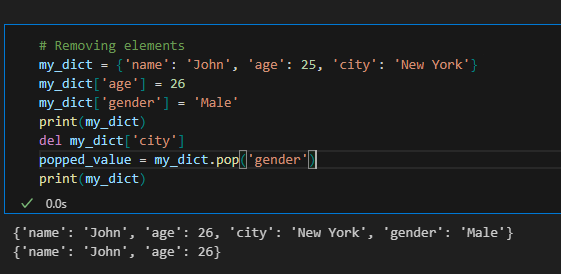 # Removing elements
my_dict = {'name': 'John', 'age': 25, 'city': 'New York'}
my_dict['age'] = 26
my_dict['gender'] = 'Male'
print(my_dict)
del my_dict['city']
popped_value = my_dict.pop('gender')
print(my_dict)
0.0s
{'name': 'John', 'age': 26, 'city': 'New York', 'gender': 'Male'}
{'name': 'John', 'age': 26}